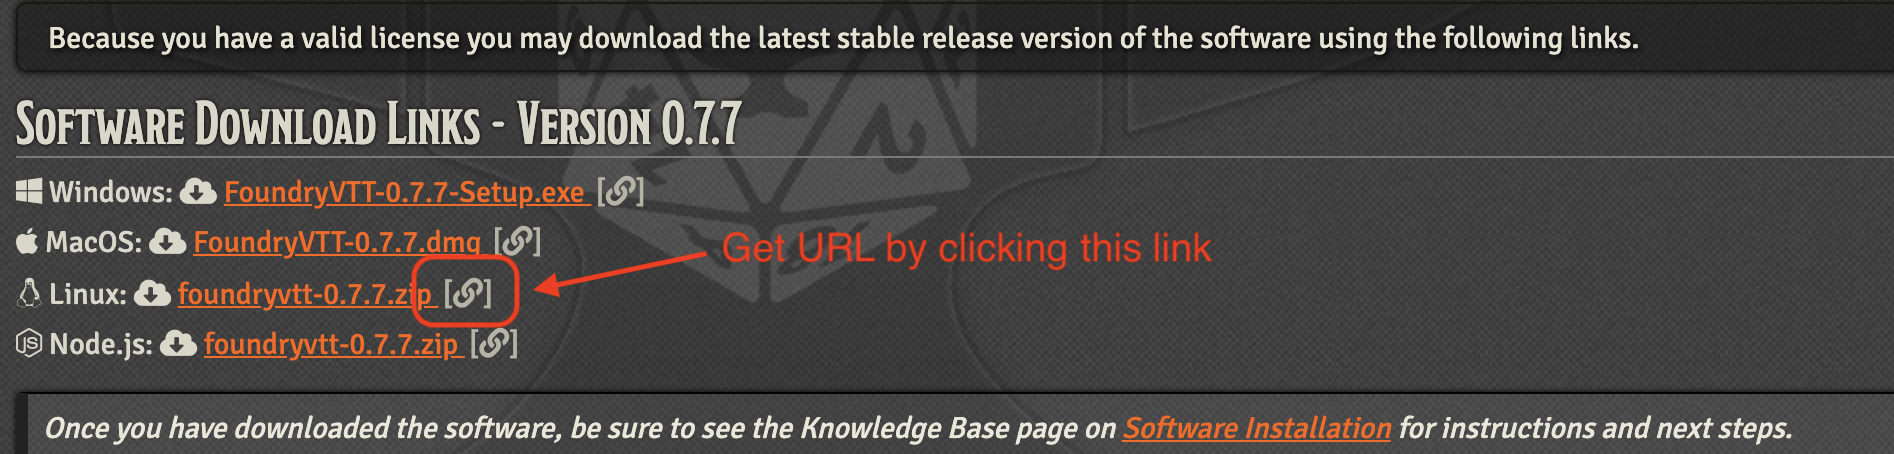 Because you have a valid license you may download the latest stable release version of the software using the following links.
Software Download Links - Version 0.7.7
Windows: FoundryVTT-0.7.7-Setup.exe []
MacOS: FoundryVTT-0.7.7.dmg []
Get URL by clicking this link
Linux: foundryvtt-0.7.7.zip []
Node.js: foundryvtt-0.7.7.zip []
Once you have downloaded the software, be sure to see the Knowledge Base page on Software Installation for instructions and next steps.